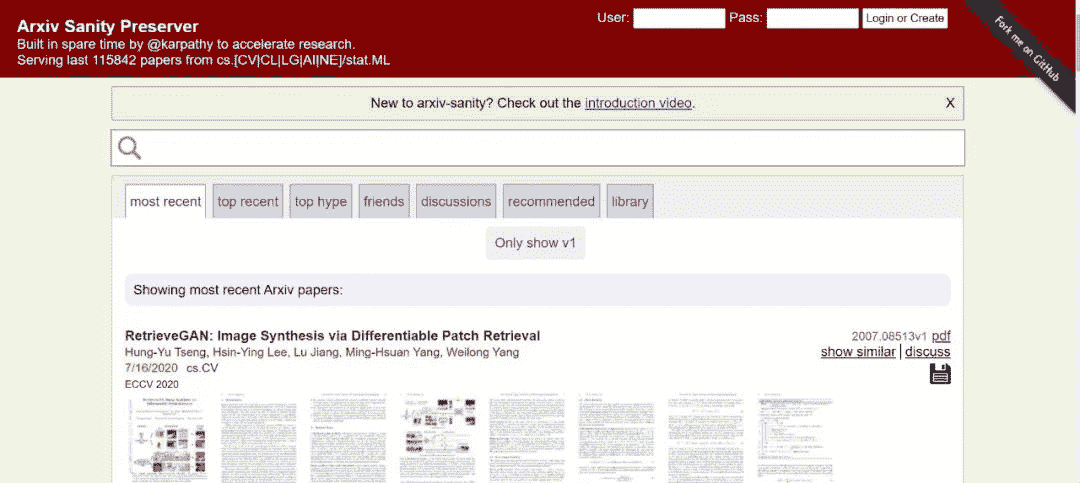 Arxiv Sanity Preserver
Built in spare time by @karpathy to accelerate research.
Serving last 115842 papers from cs.[CV|CL|LG|AI|NE]/stat.ML
User: Pass: Login or Create
Fork me on GitHub
New to arxiv-sanity? Check out the introduction video. X
most recent top recent top hype friends discussions recommended library
Only show v1
Showing most recent Arxiv papers:
RetrieveGAN: Image Synthesis via Differentiable Patch Retrieval 2007.08513v1 pdf
Hung-Yu Tseng, Hsin-Ying Lee, Lu Jiang, Ming-Hsuan Yang, Weilong Yang show similar | discuss
7/16/2020 cs.CV
ECCV 2020